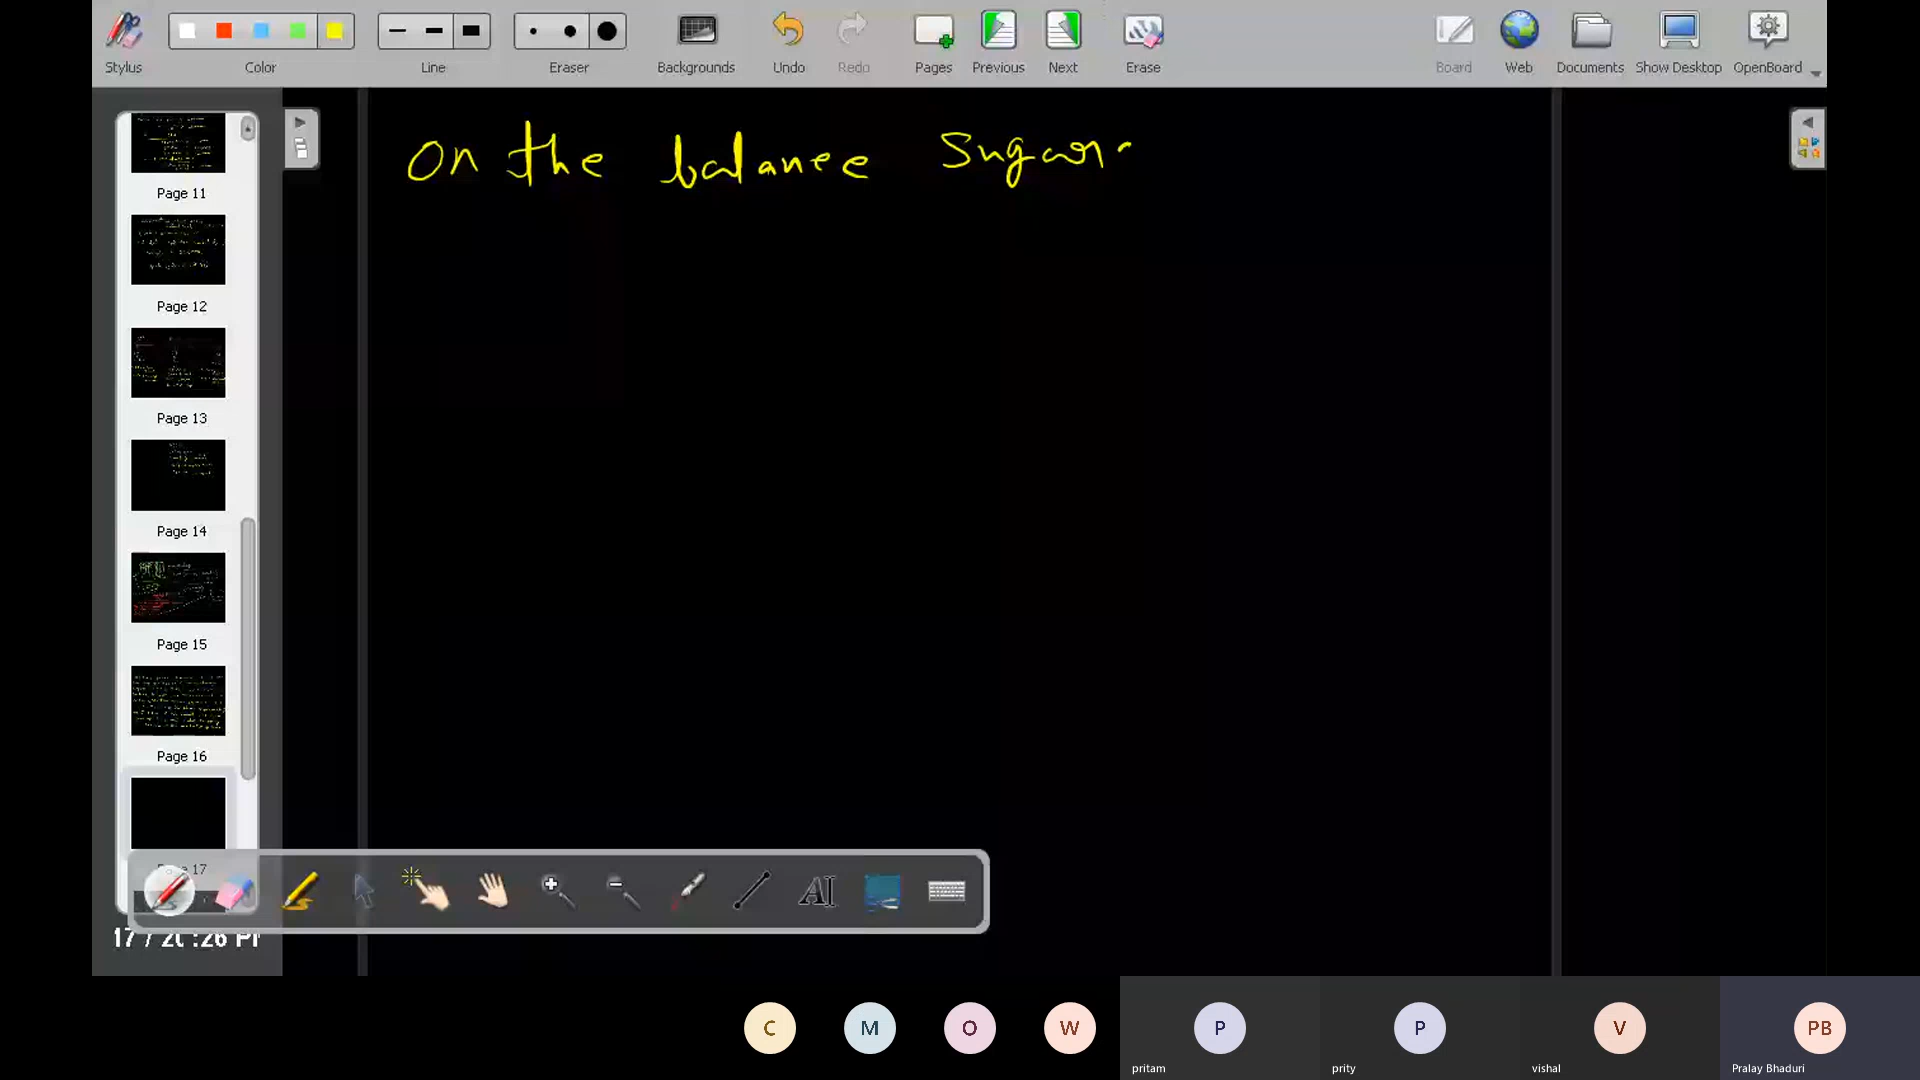 Stylus
Color
Line
Eraser
Backgrounds
Undo
Redo
Pages
Previous
Next
Erase
Board
Web
Documents
Show Desktop
OpenBoard
On the balance Sugar
Page 11
Page 12
Page 13
Page 14
Page 15
Page 16
17
AI
C
M
O
W
P
pritam
P
prity
V
vishal
PB
Pralay Bhaduri